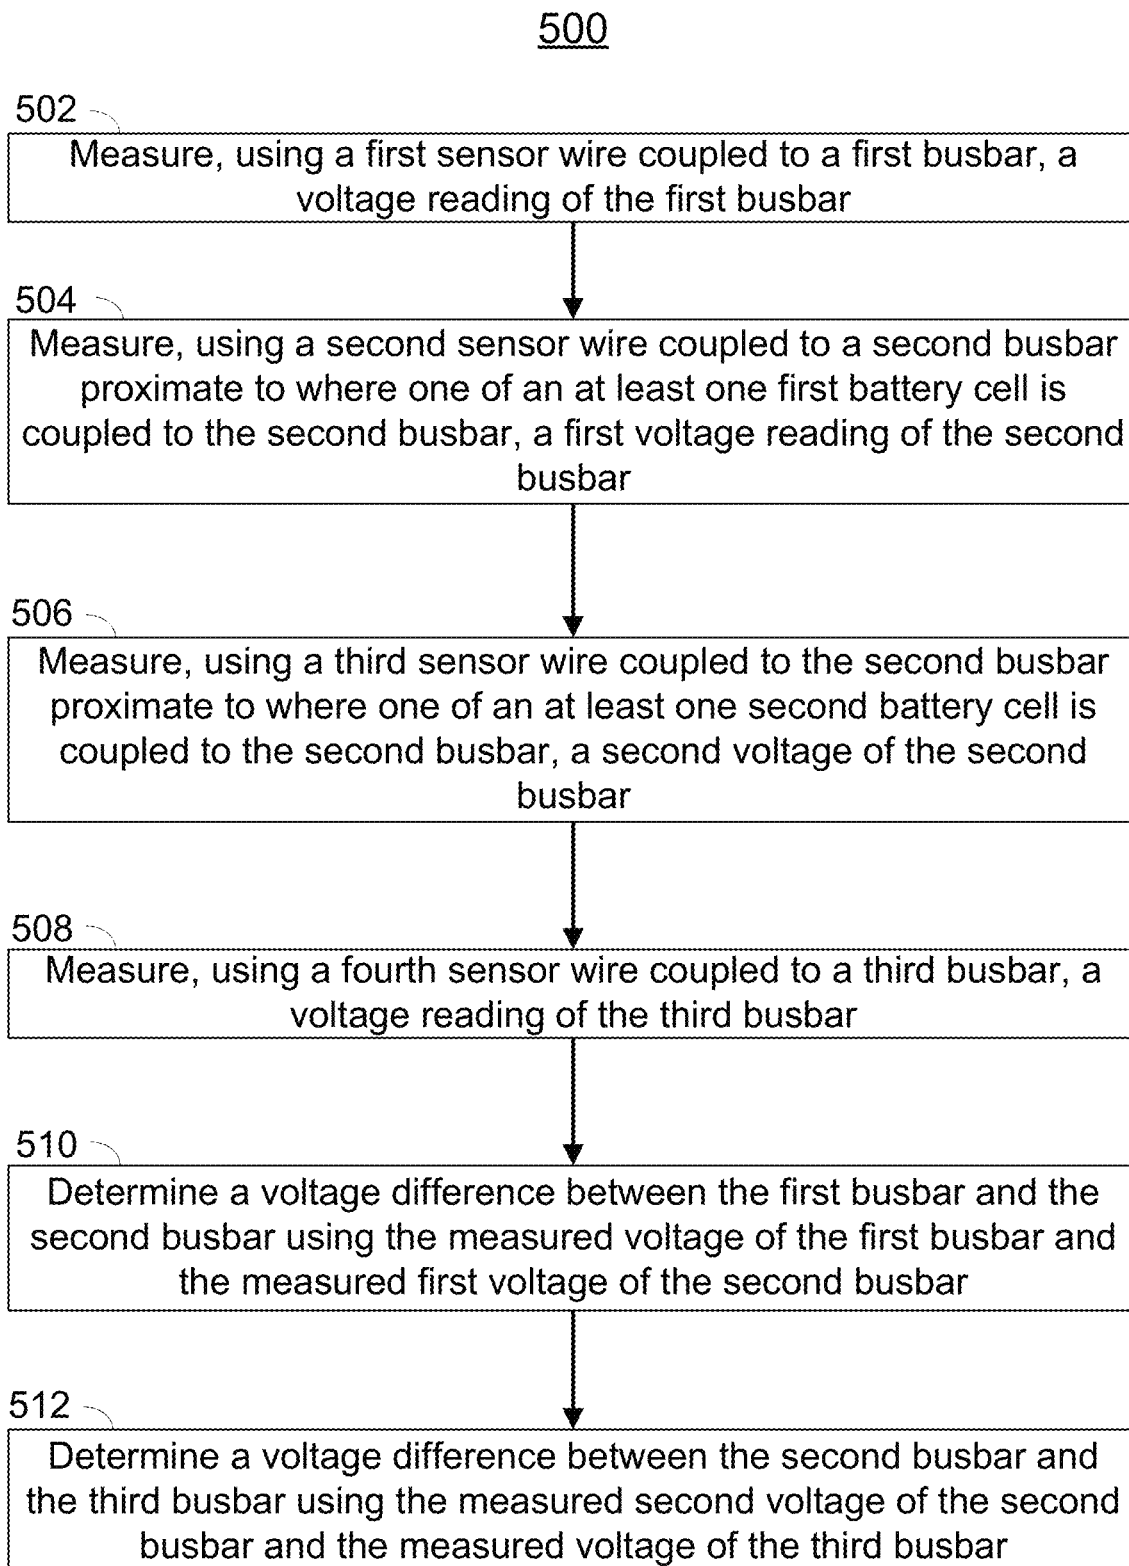 500
502
Measure, using a first sensor wire coupled to a first busbar, a
voltage reading of the first busbar
504
Measure, using a second sensor wire coupled to a second busbar
proximate to where one of an at least one first battery cell is
coupled to the second busbar, a first voltage reading of the second
busbar
506
Measure, using a third sensor wire coupled to the second busbar
proximate to where one of an at least one second battery cell is
coupled to the second busbar, a second voltage of the second
busbar
508
Measure, using a fourth sensor wire coupled to a third busbar, a
voltage reading of the third busbar
510
Determine a voltage difference between the first busbar and the
second busbar using the measured voltage of the first busbar and
the measured first voltage of the second busbar
512
Determine a voltage difference between the second busbar and
the third busbar using the measured second voltage of the second
busbar and the measured voltage of the third busbar